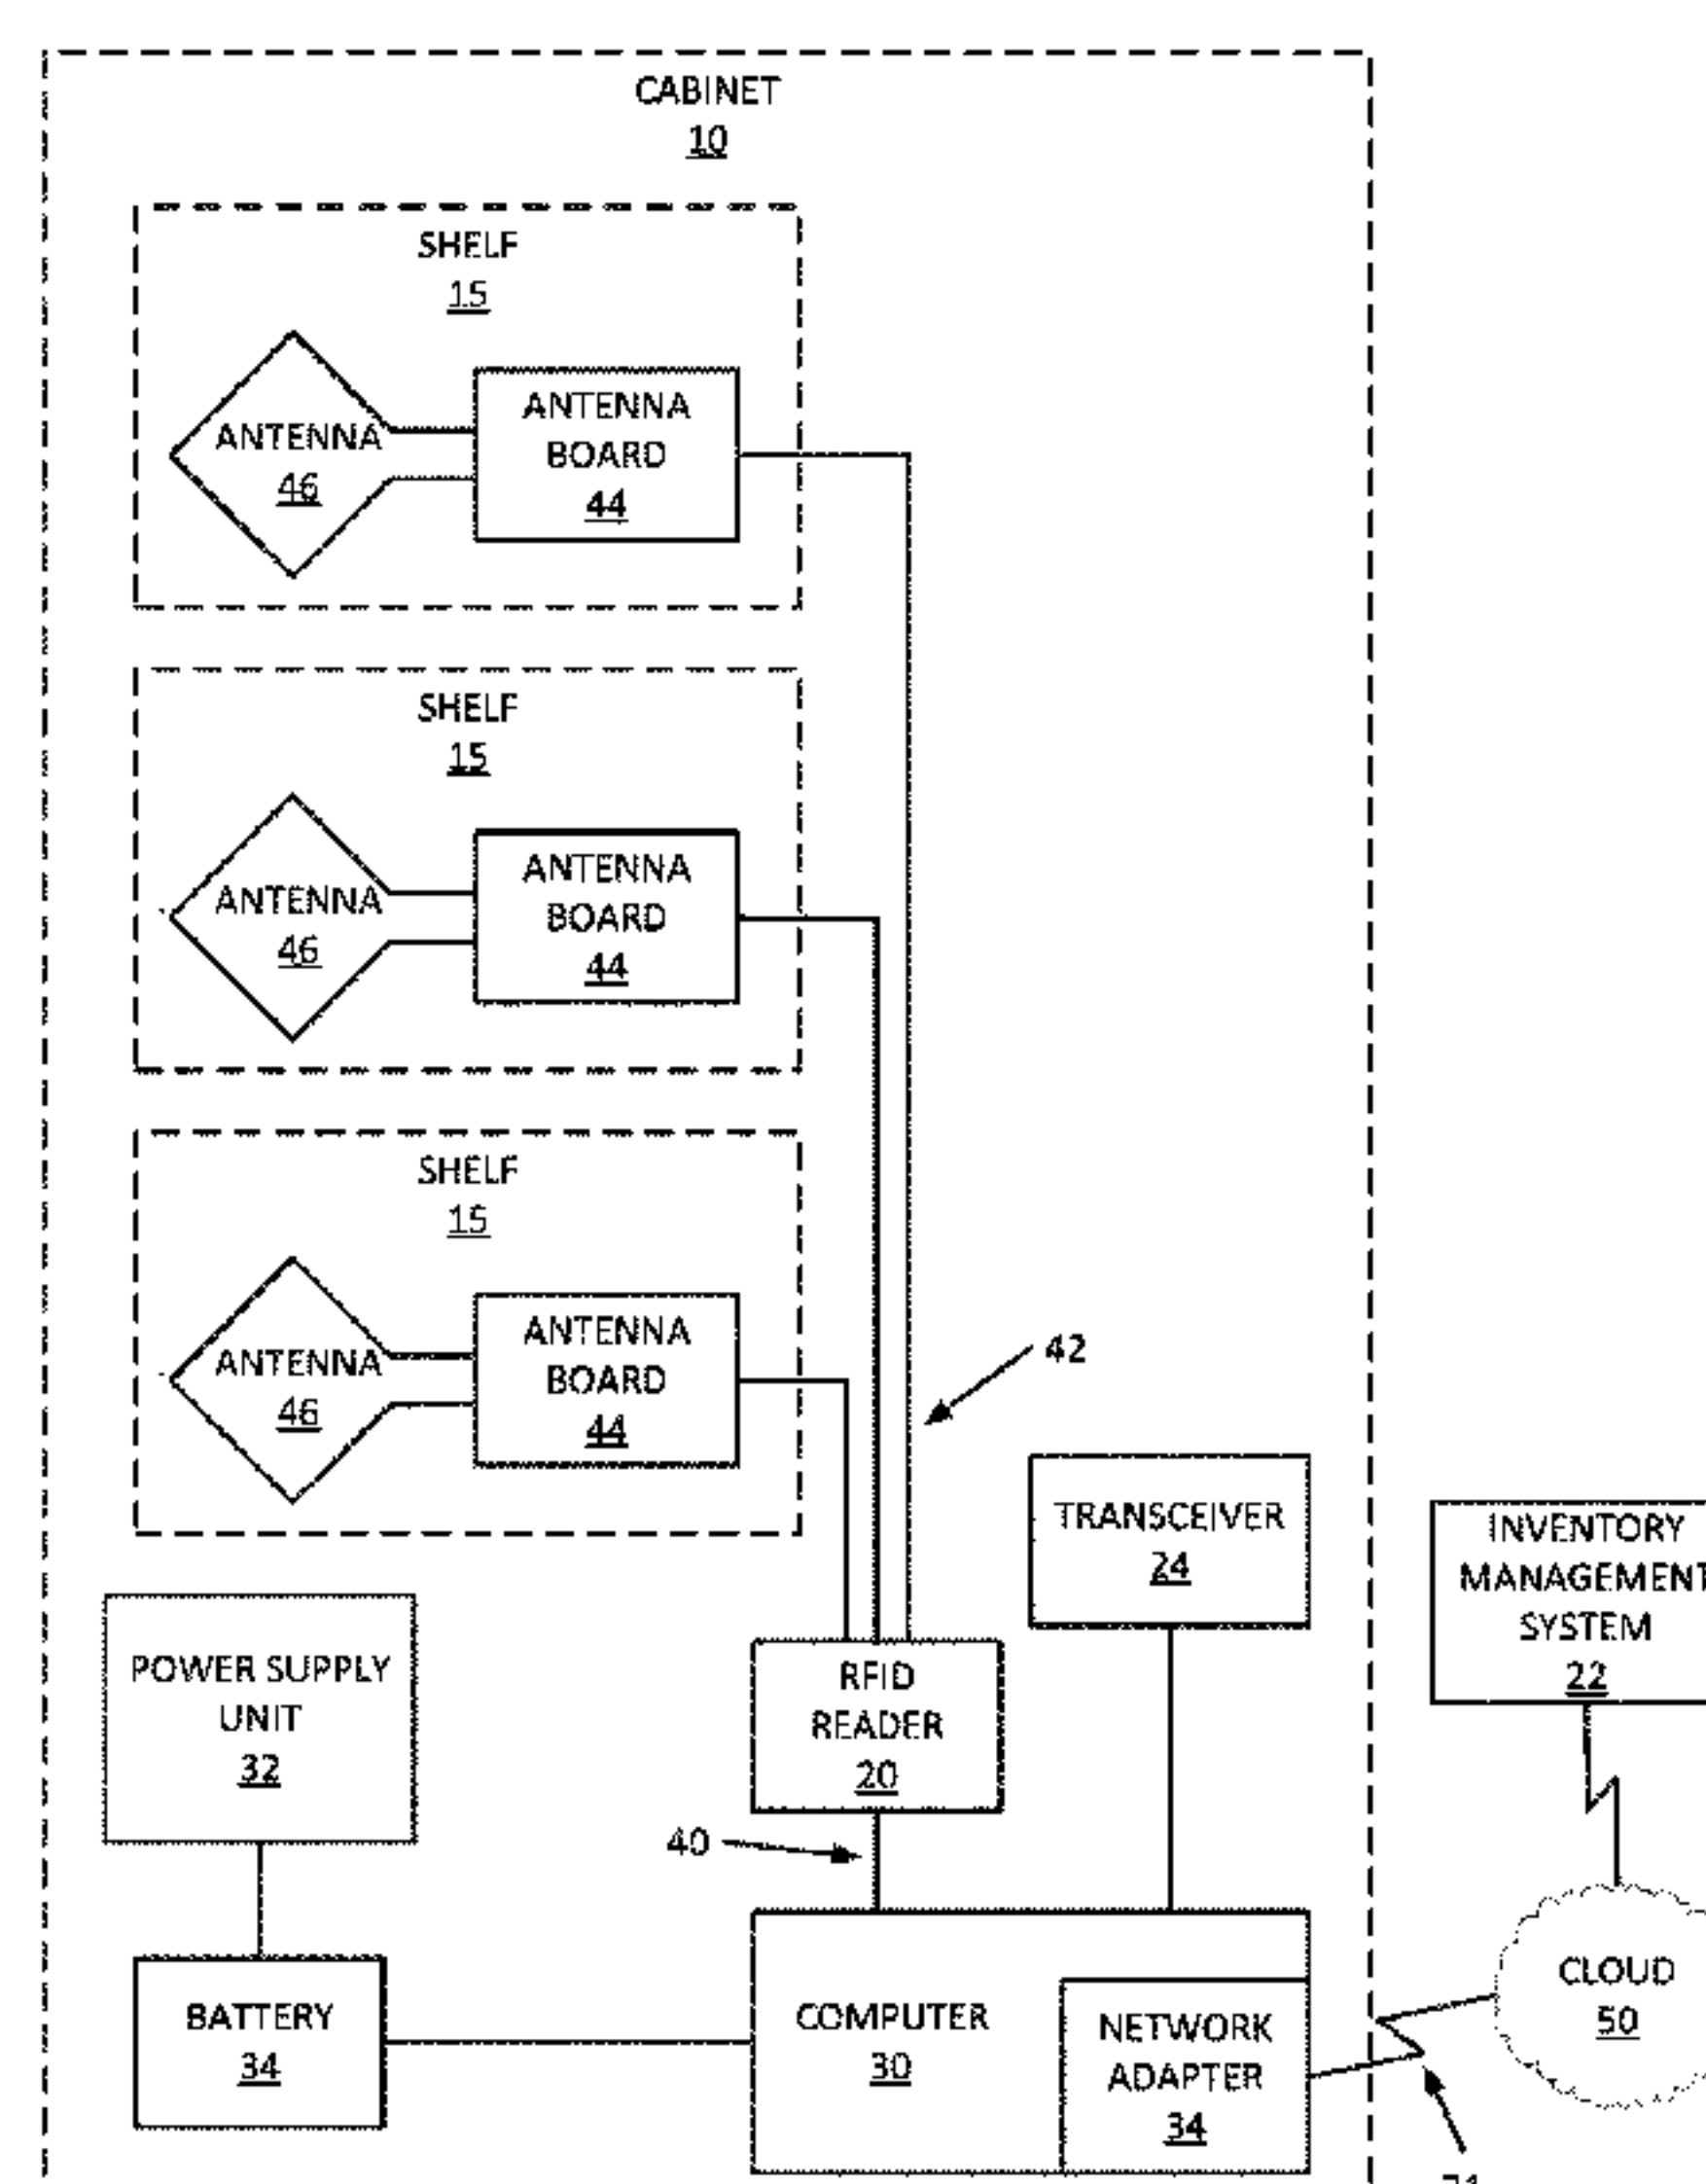 CABINET
10
SHELF
15
ANTENNA
46
ANTENNA
BOARD
44
SHELF
15
ANTENNA
46
ANTENNA
BOARD
44
SHELF
15
ANTENNA
46
ANTENNA
BOARD
44
42
TRANSCEIVER
24
INVENTORY
MANAGEMENT
SYSTEM
22
POWER SUPPLY
UNIT
32
RFID
READER
20
40
BATTERY
34
COMPUTER
30
NETWORK
ADAPTER
34
CLOUD
50